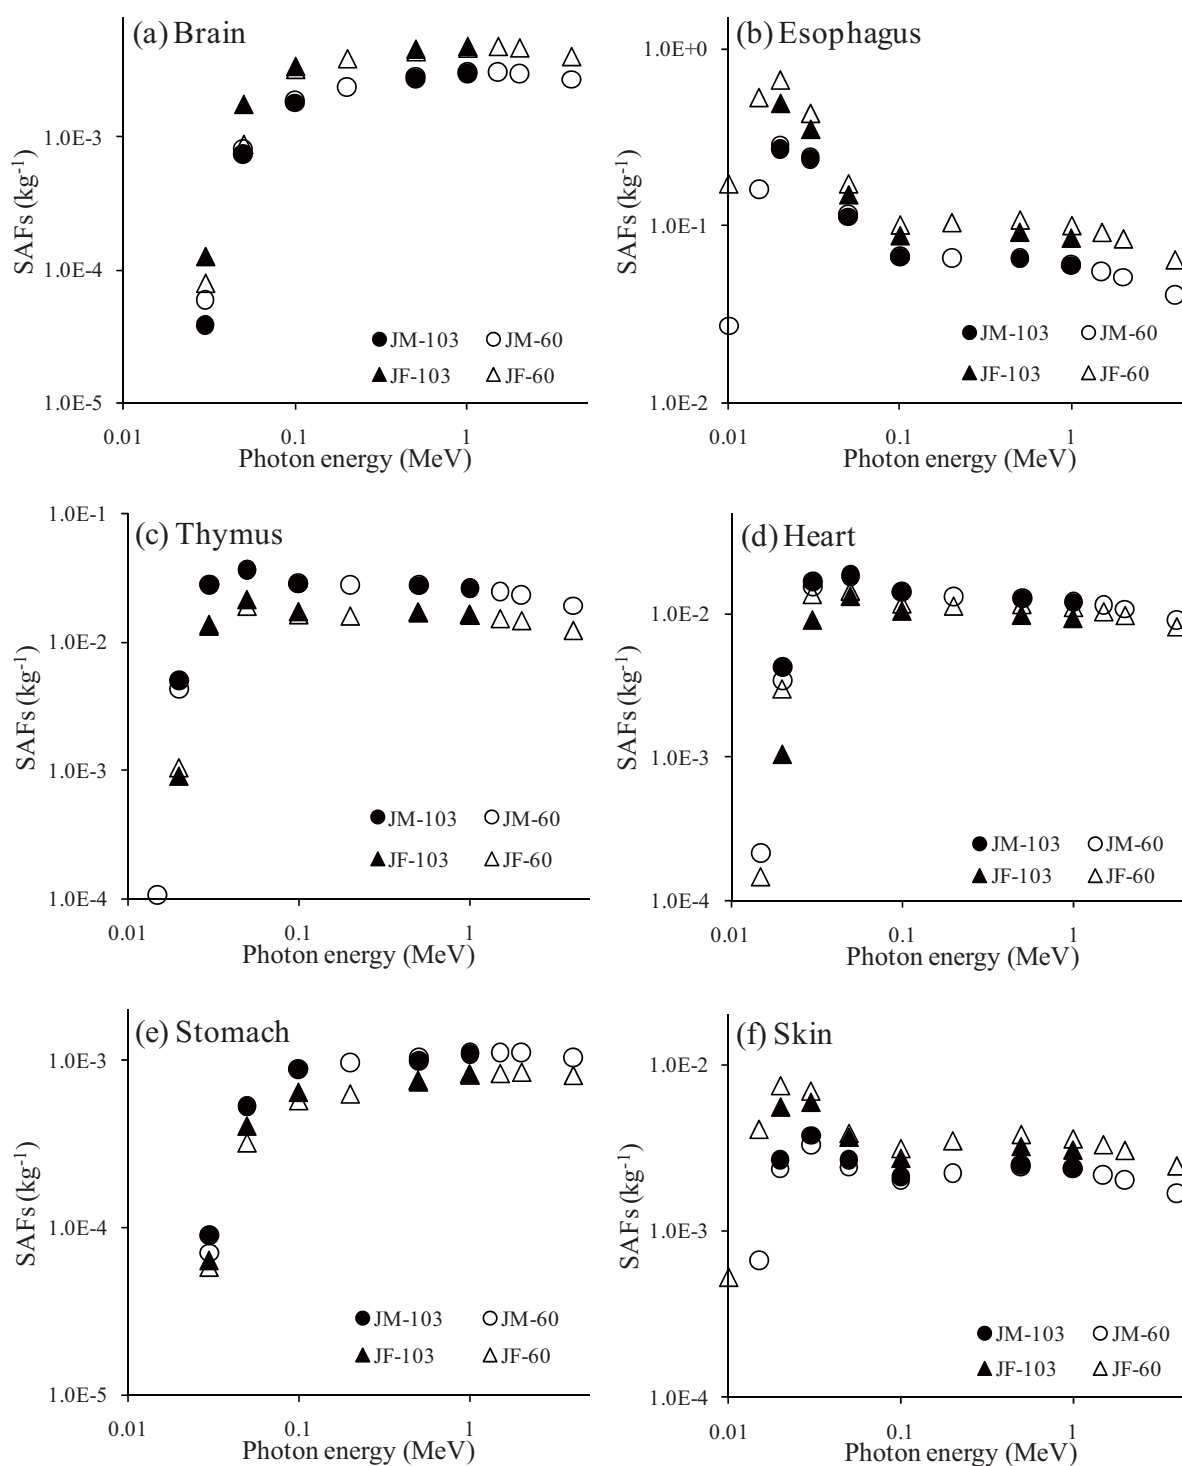 (a) Brain
1.0E-3
1.0E-4
1.0E-5
SAFs (kg⁻¹)
JM-103 JM-60
JF-103 JF-60
0.01 0.1 1
Photon energy (MeV)
(b) Esophagus
1.0E+0
1.0E-1
1.0E-2
SAFs (kg⁻¹)
JM-103 JM-60
JF-103 JF-60
0.01 0.1 1
Photon energy (MeV)
(c) Thymus
1.0E-1
1.0E-2
1.0E-3
1.0E-4
SAFs (kg⁻¹)
JM-103 JM-60
JF-103 JF-60
0.01 0.1 1
Photon energy (MeV)
(d) Heart
1.0E-2
1.0E-3
1.0E-4
SAFs (kg⁻¹)
JM-103 JM-60
JF-103 JF-60
0.01 0.1 1
Photon energy (MeV)
(e) Stomach
1.0E-3
1.0E-4
1.0E-5
SAFs (kg⁻¹)
JM-103 JM-60
JF-103 JF-60
0.01 0.1 1
Photon energy (MeV)
(f) Skin
1.0E-2
1.0E-3
1.0E-4
SAFs (kg⁻¹)
JM-103 JM-60
JF-103 JF-60
0.01 0.1 1
Photon energy (MeV)